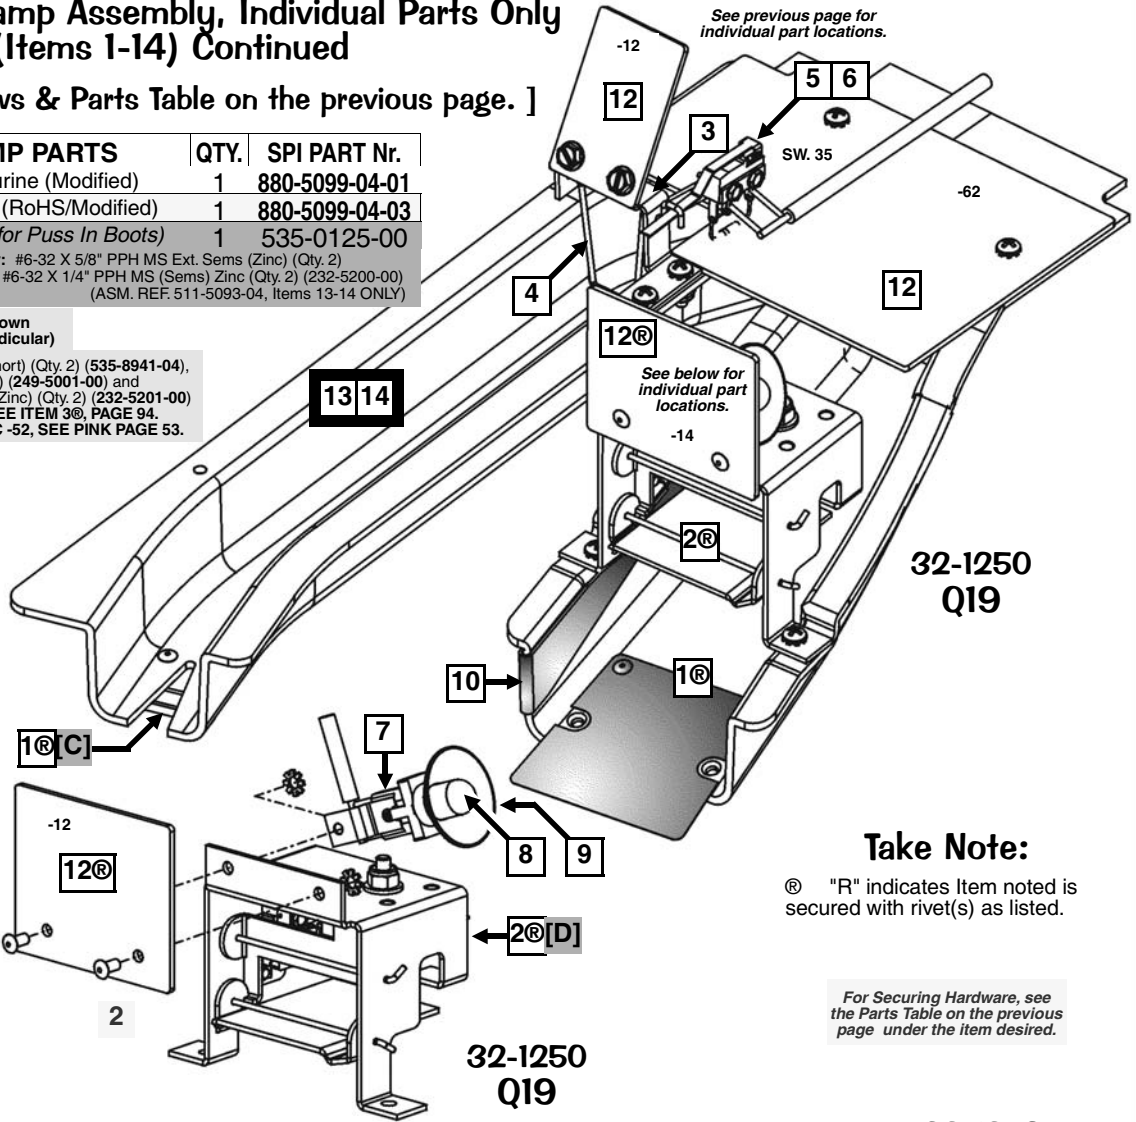 amp Assembly, Individual Parts Only
(Items 1-14) Continued
ws & Parts Table on the previous page. ]
MP PARTS QTY. SPI PART Nr.
urine (Modified) 1 880-5099-04-01
(RoHS/Modified) 1 880-5099-04-03
for Puss In Boots) 1 535-0125-00
: #6-32 X 5/8" PPH MS Ext. Sems (Zinc) (Qty. 2)
#6-32 X 1/4" PPH MS (Sems) Zinc (Qty. 2) (232-5200-00)
(ASM. REF. 511-5093-04, Items 13-14 ONLY)
own
dicular)
ort) (Qty. 2) (535-8941-04),
) (249-5001-00) and
Zinc) (Qty. 2) (232-5201-00)
EE ITEM 3®, PAGE 94.
C -52, SEE PINK PAGE 53.
See previous page for
individual part locations.
-12
12
5 6
3
SW. 35
-62
4
12
12®
See below for
individual part
locations.
-14
13 14
2®
32-1250
Q19
10
1®
1®[C]
7
-12
12®
8
9
2®[D]
2
32-1250
Q19
Take Note:
® "R" indicates Item noted is
secured with rivet(s) as listed.
For Securing Hardware, see
the Parts Table on the previous
page under the item desired.